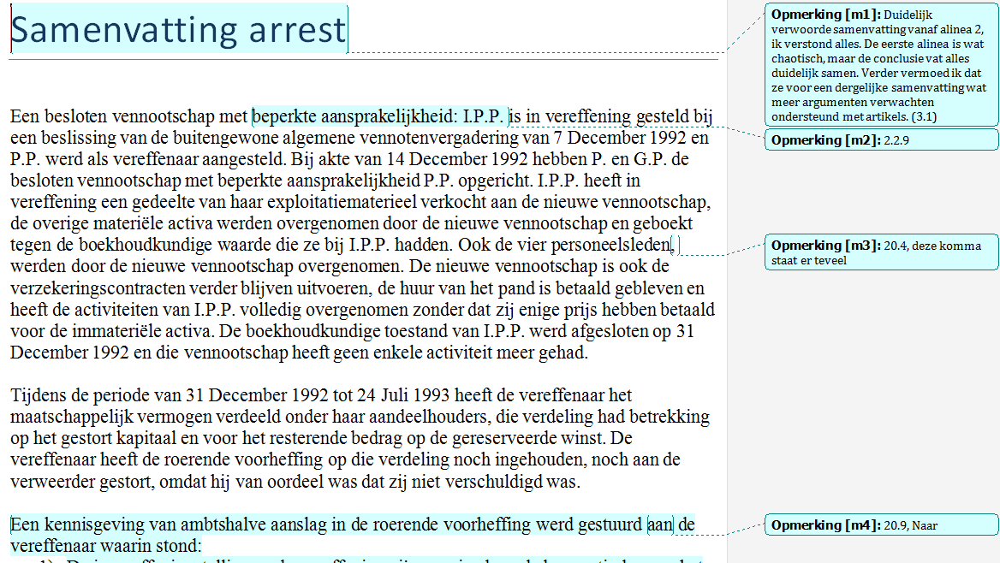 Samenvatting arrest
Een besloten vennootschap met beperkte aansprakelijkheid: I.P.P. is in vereffening gesteld bij
een beslissing van de buitengewone algemene vennotenvergadering van 7 December 1992 en
P.P. werd als vereffenaar aangesteld. Bij akte van 14 December 1992 hebben P. en G.P. de
besloten vennootschap met beperkte aansprakelijkheid P.P. opgericht. I.P.P. heeft in
vereffening een gedeelte van haar exploitatiematerieel verkocht aan de nieuwe vennootschap,
de overige materiële activa werden overgenomen door de nieuwe vennootschap en geboekt
tegen de boekhoudkundige waarde die ze bij I.P.P. hadden. Ook de vier personeelsleden,
werden door de nieuwe vennootschap overgenomen. De nieuwe vennootschap is ook de
verzekeringscontracten verder blijven uitvoeren, de huur van het pand is betaald gebleven en
heeft de activiteiten van I.P.P. volledig overgenomen zonder dat zij enige prijs hebben betaald
voor de immateriële activa. De boekhoudkundige toestand van I.P.P. werd afgesloten op 31
December 1992 en die vennootschap heeft geen enkele activiteit meer gehad.
Tijdens de periode van 31 December 1992 tot 24 Juli 1993 heeft de vereffenaar het
maatschappelijk vermogen verdeeld onder haar aandeelhouders, die verdeling had betrekking
op het gestort kapitaal en voor het resterende bedrag op de gereserveerde winst. De
vereffenaar heeft de roerende voorheffing op die verdeling noch ingehouden, noch aan de
verweerder gestort, omdat hij van oordeel was dat zij niet verschuldigd was.
Een kennisgeving van ambtshalve aanslag in de roerende voorheffing werd gestuurd aan de
vereffenaar waarin stond:
Opmerking [m1]: Duidelijk
verwoorde samenvatting vanaf alinea 2,
ik verstond alles. De eerste alinea is wat
chaotisch, maar de conclusie vat alles
duidelijk samen. Verder vermoed ik dat
ze voor een dergelijke samenvatting wat
meer argumenten verwachten
ondersteund met artikels. (3.1)
Opmerking [m2]: 2.2.9
Opmerking [m3]: 20.4, deze komma
staat er teveel
Opmerking [m4]: 20.9, Naar